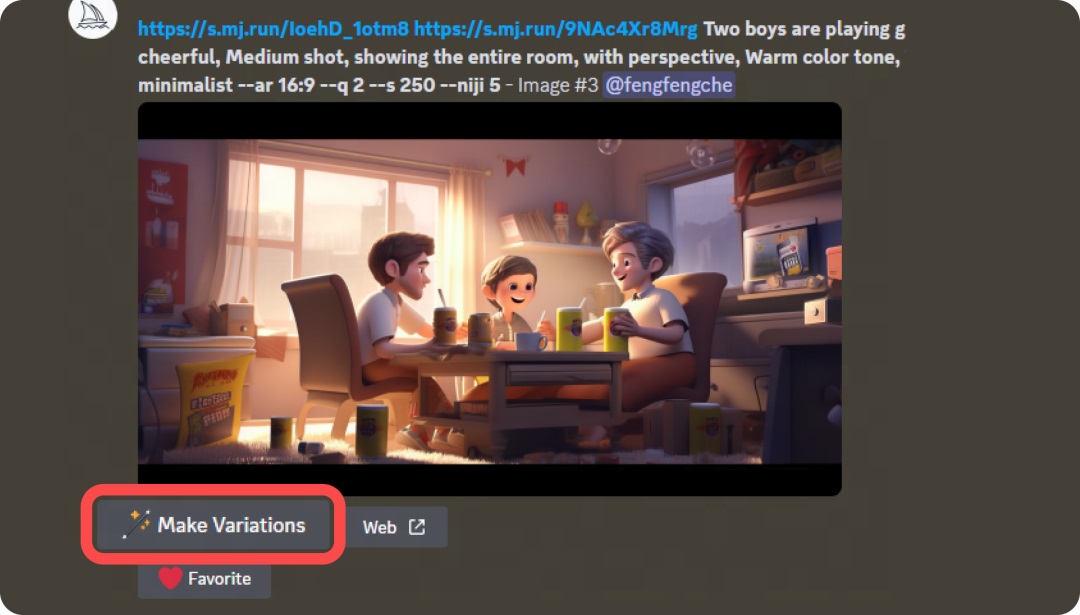 https://s.mj.run/IoehD_1otm8 https://s.mj.run/9NAc4Xr8Mrg Two boys are playing g
cheerful, Medium shot, showing the entire room, with perspective, Warm color tone,
minimalist --ar 16:9 --q 2 --s 250 --niji 5 - Image #3 @fengfengche
Make Variations
Web
Favorite